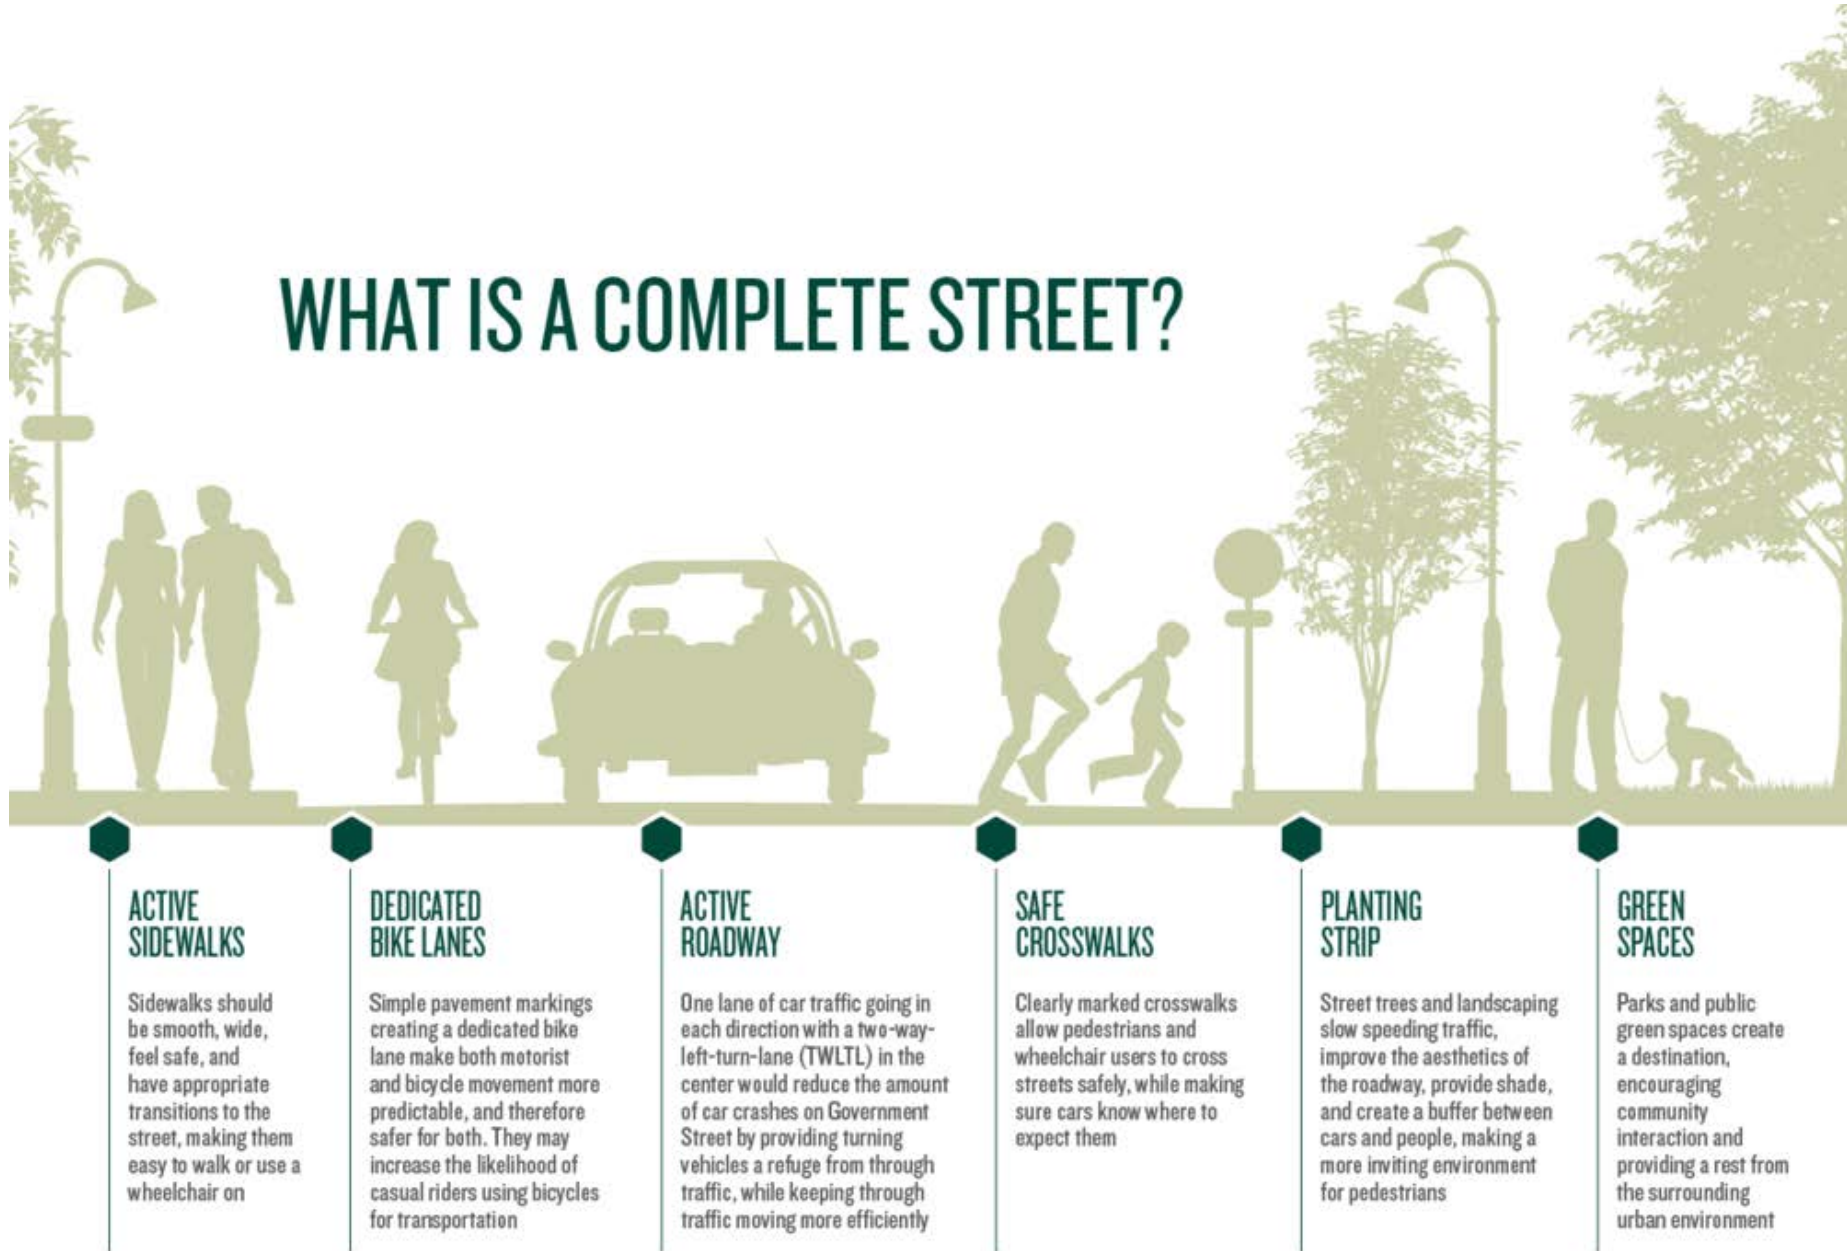 WHAT IS A COMPLETE STREET?
ACTIVE
SIDEWALKS
Sidewalks should
be smooth, wide,
feel safe, and
have appropriate
transitions to the
street, making them
easy to walk or use a
wheelchair on
DEDICATED
BIKE LANES
Simple pavement markings
creating a dedicated bike
lane make both motorist
and bicycle movement more
predictable, and therefore
safer for both. They may
increase the likelihood of
casual riders using bicycles
for transportation
ACTIVE
ROADWAY
One lane of car traffic going in
each direction with a two-way-
left-turn-lane (TWLTL) in the
center would reduce the amount
of car crashes on Government
Street by providing turning
vehicles a refuge from through
traffic, while keeping through
traffic moving more efficiently
SAFE
CROSSWALKS
Clearly marked crosswalks
allow pedestrians and
wheelchair users to cross
streets safely, while making
sure cars know where to
expect them
PLANTING
STRIP
Street trees and landscaping
slow speeding traffic,
improve the aesthetics of
the roadway, provide shade,
and create a buffer between
cars and people, making a
more inviting environment
for pedestrians
GREEN
SPACES
Parks and public
green spaces create
a destination,
encouraging
community
interaction and
providing a rest from
the surrounding
urban environment